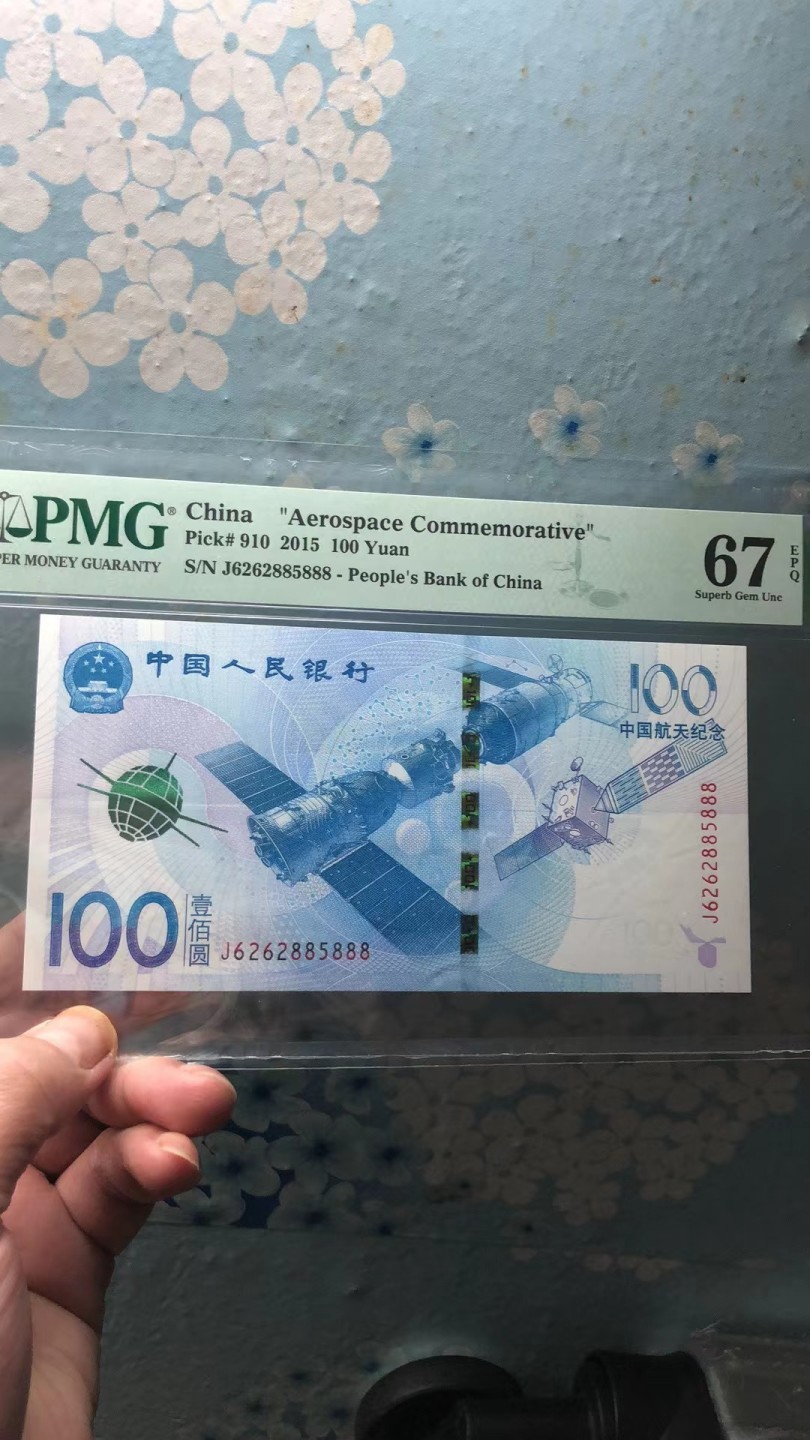 PMG®
PER MONEY GUARANTY
China "Aerospace Commemorative"
Pick# 910 2015 100 Yuan
S/N J6262885888 - People's Bank of China
67
EPQ
Superb Gem Unc
中国人民银行
100
中国航天纪念
J6262885888
100
壹佰圆
J6262885888